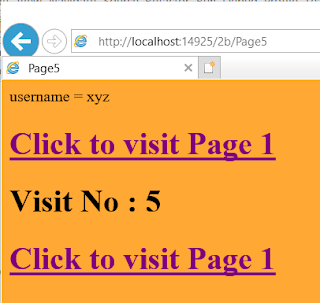 http://localhost:14925/2b/Page5
Page5
username = xyz
Click to visit Page 1
Visit No : 5
Click to visit Page 1